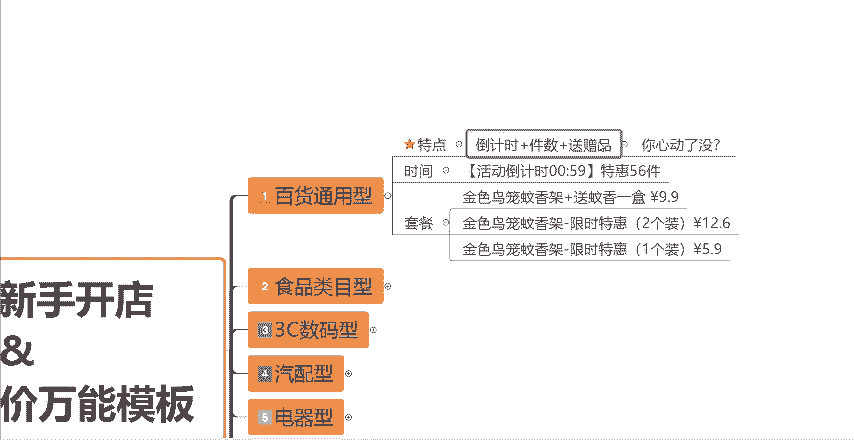 ★特点
倒计时+件数+送赠品
你心动了没?
时间
【活动倒计时00:59】特惠56件
1 百货通用型
套餐
金色鸟笼蚊香架+送蚊香一盒 ¥9.9
金色鸟笼蚊香架-限时特惠（2个装）¥12.6
金色鸟笼蚊香架-限时特惠（1个装）¥5.9
2 食品类目型
3 3C数码型
4 汽配型
5 电器型
新手开店
&
价万能模板